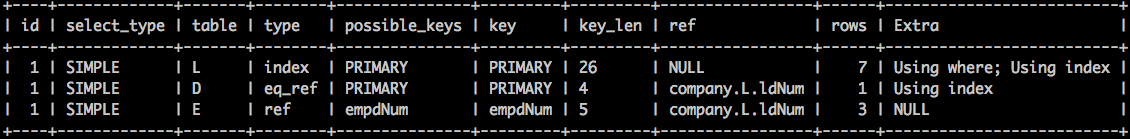 +----+-------------+-------+--------+---------------+---------+---------+-----------------+------+--------------------------+
| id | select_type | table | type   | possible_keys | key     | key_len | ref             | rows | Extra                    |
+----+-------------+-------+--------+---------------+---------+---------+-----------------+------+--------------------------+
|  1 | SIMPLE      | L     | index  | PRIMARY       | PRIMARY | 26      | NULL            |    7 | Using where; Using index |
|  1 | SIMPLE      | D     | eq_ref | PRIMARY       | PRIMARY | 4       | company.L.ldNum |    1 | Using index              |
|  1 | SIMPLE      | E     | ref    | empdNum       | empdNum | 5       | company.L.ldNum |    3 | NULL                     |
+----+-------------+-------+--------+---------------+---------+---------+-----------------+------+--------------------------+